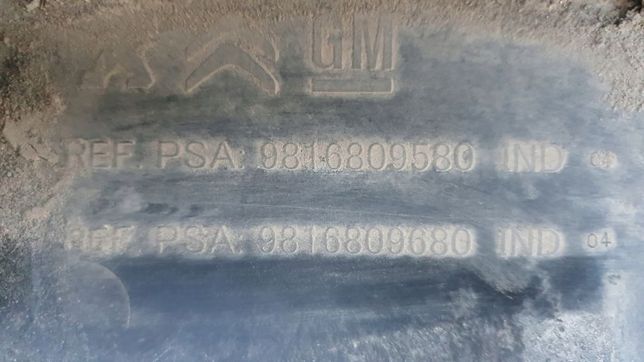 GM
REF. PSA: 9816809580 IND 04
REF. PSA: 9816809680 IND 04